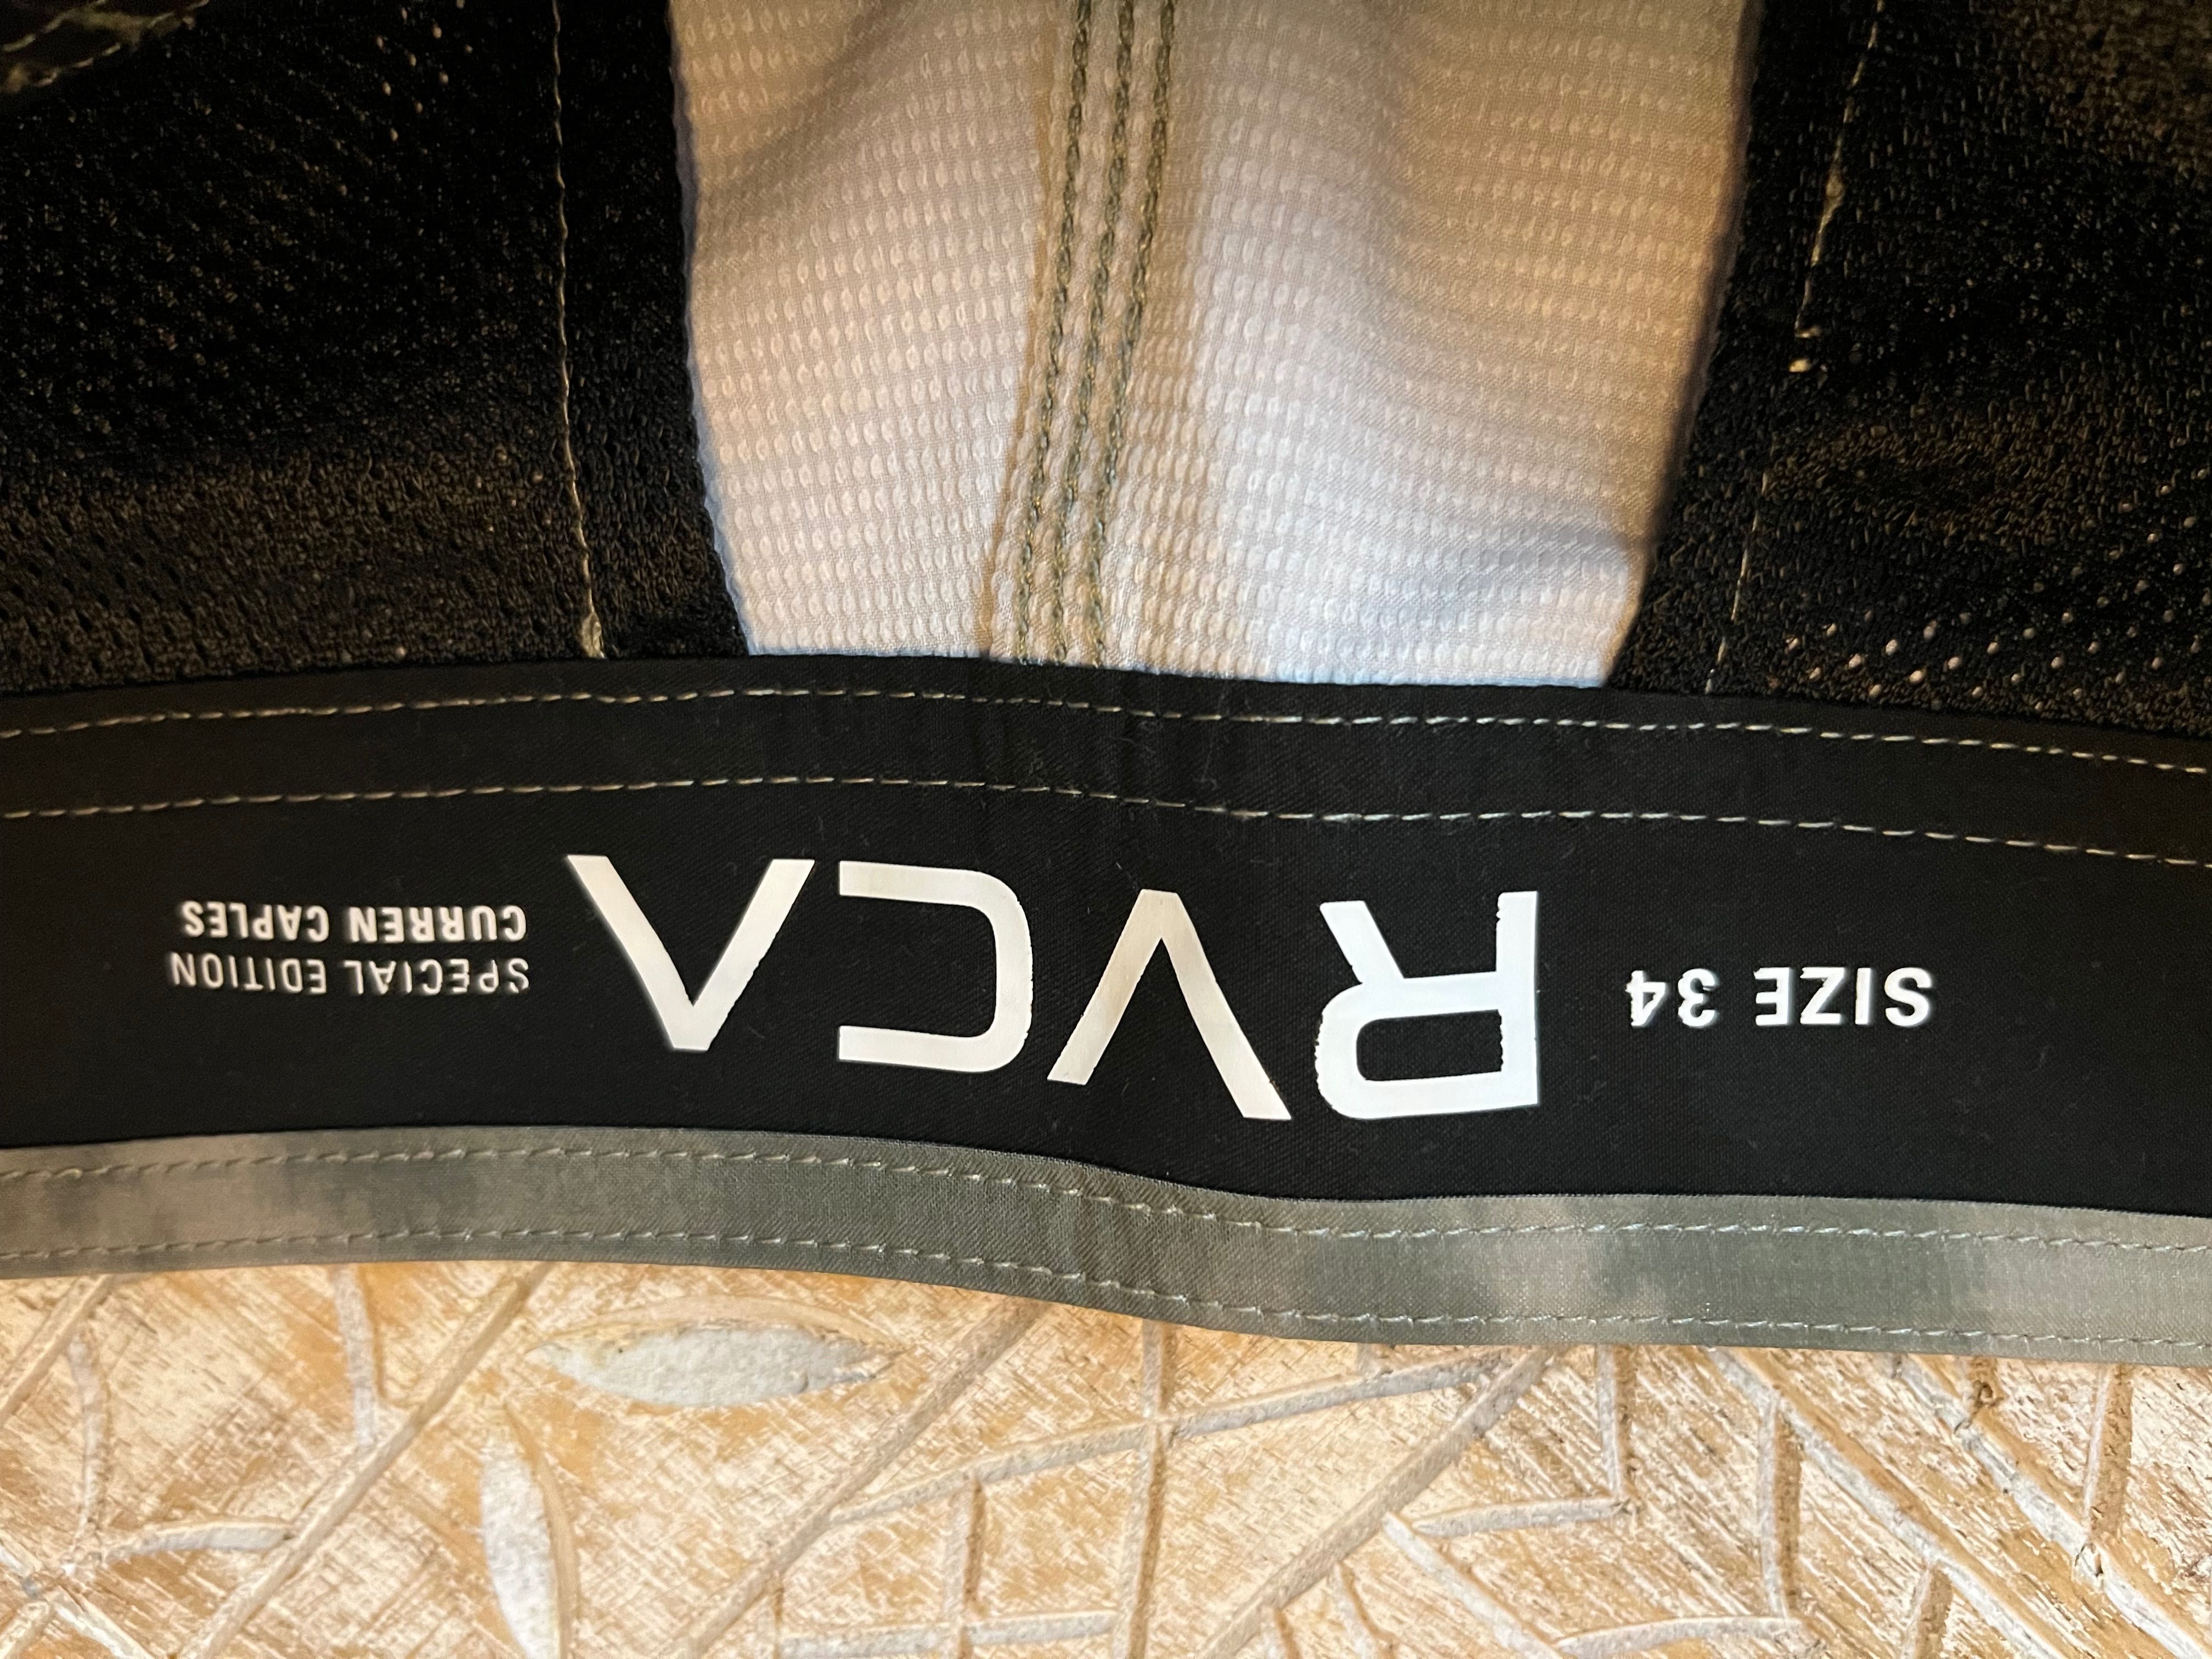 SIZE 34
RVCA
SPECIAL EDITION
CURREN CAPLES